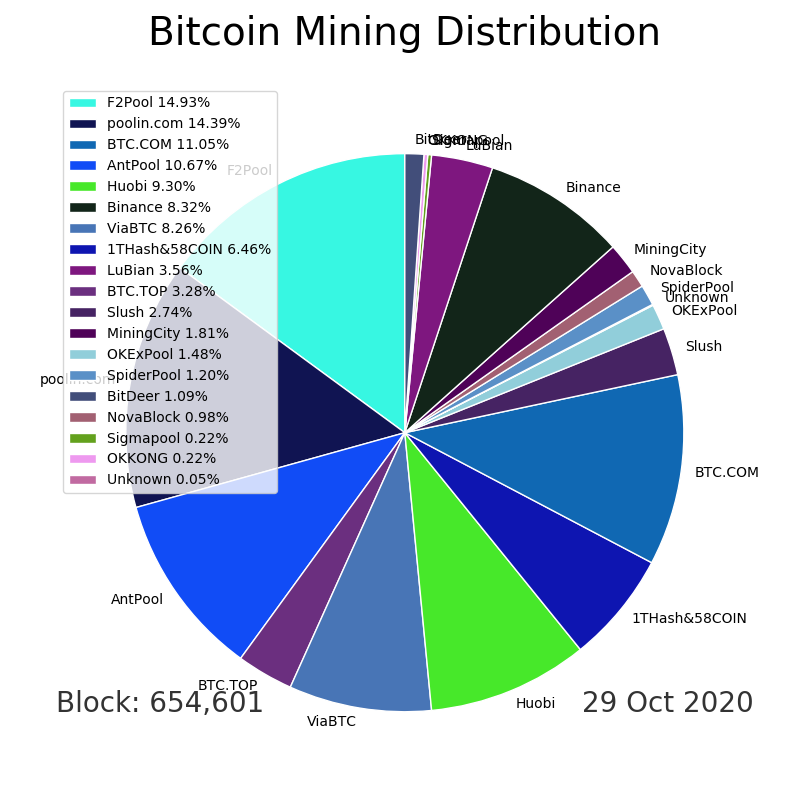 Bitcoin Mining Distribution
F2Pool 14.93%
poolin.com 14.39%
BTC.COM 11.05%
AntPool 10.67%
Huobi 9.30%
Binance 8.32%
ViaBTC 8.26%
1THash&58COIN 6.46%
LuBian 3.56%
BTC.TOP 3.28%
Slush 2.74%
MiningCity 1.81%
OKExPool 1.48%
SpiderPool 1.20%
BitDeer 1.09%
NovaBlock 0.98%
Sigmapool 0.22%
OKKONG 0.22%
Unknown 0.05%
F2Pool
poolin.com
AntPool
BTC.TOP
ViaBTC
Huobi
1THash&58COIN
BTC.COM
Slush
OKExPool
Unknown
SpiderPool
NovaBlock
MiningCity
Binance
LuBian
Block: 654,601
29 Oct 2020